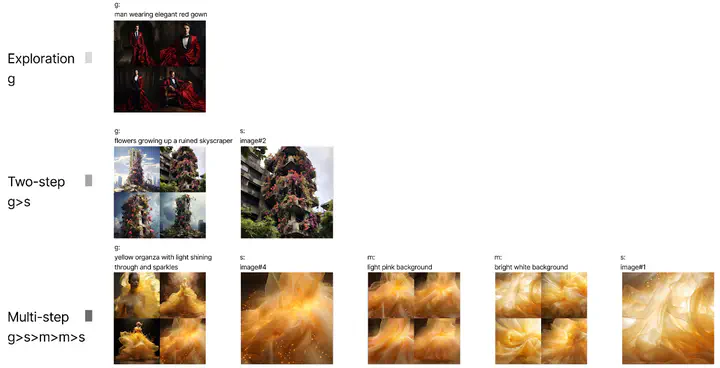 Exploration
g
g:
man wearing elegant red gown
Two-step
g>s
g:
flowers growing up a ruined skyscraper
s:
image#2
Multi-step
g>s>m>m>s
g:
yellow organza with light shining
through and sparkles
s:
image#4
m:
light pink background
m:
bright white background
s:
image#1